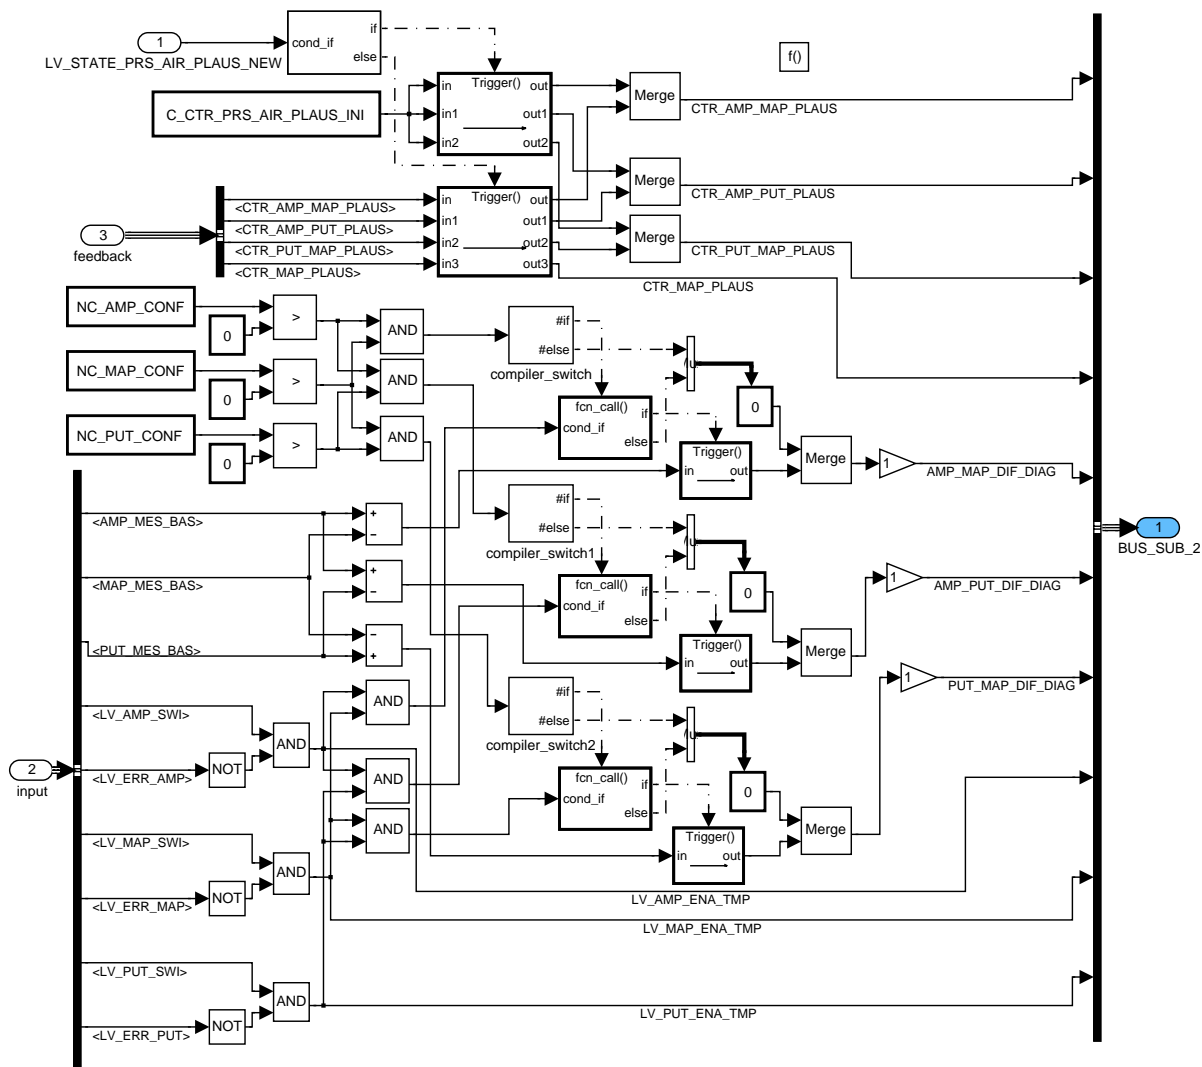 1
LV_STATE_PRS_AIR_PLAUS_NEW
cond_if
if
else
f()
C_CTR_PRS_AIR_PLAUS_INI
Trigger()
in
in1
in2
out
out1
out2
Merge
CTR_AMP_MAP_PLAUS
Merge
CTR_AMP_PUT_PLAUS
Merge
CTR_PUT_MAP_PLAUS
3
feedback
<CTR_AMP_MAP_PLAUS>
<CTR_AMP_PUT_PLAUS>
<CTR_PUT_MAP_PLAUS>
<CTR_MAP_PLAUS>
Trigger()
in
in1
in2
in3
out
out1
out2
out3
CTR_MAP_PLAUS
NC_AMP_CONF
0
>
AND
NC_MAP_CONF
0
>
AND
NC_PUT_CONF
0
>
AND
#if
#else
compiler_switch
fcn_call()
cond_if
if
else
u
0
Trigger()
in
out
Merge
1
AMP_MAP_DIF_DIAG
<AMP_MES_BAS>
+
−
<MAP_MES_BAS>
+
−
<PUT_MES_BAS>
−
+
#if
#else
compiler_switch1
fcn_call()
cond_if
if
else
u
0
Trigger()
in
out
Merge
1
AMP_PUT_DIF_DIAG
1
BUS_SUB_2
#if
#else
compiler_switch2
fcn_call()
cond_if
if
else
u
0
Trigger()
in
out
Merge
1
PUT_MAP_DIF_DIAG
2
input
<LV_AMP_SWI>
<LV_ERR_AMP>
NOT
AND
AND
AND
AND
<LV_MAP_SWI>
<LV_ERR_MAP>
NOT
AND
<LV_PUT_SWI>
<LV_ERR_PUT>
NOT
AND
LV_AMP_ENA_TMP
LV_MAP_ENA_TMP
LV_PUT_ENA_TMP